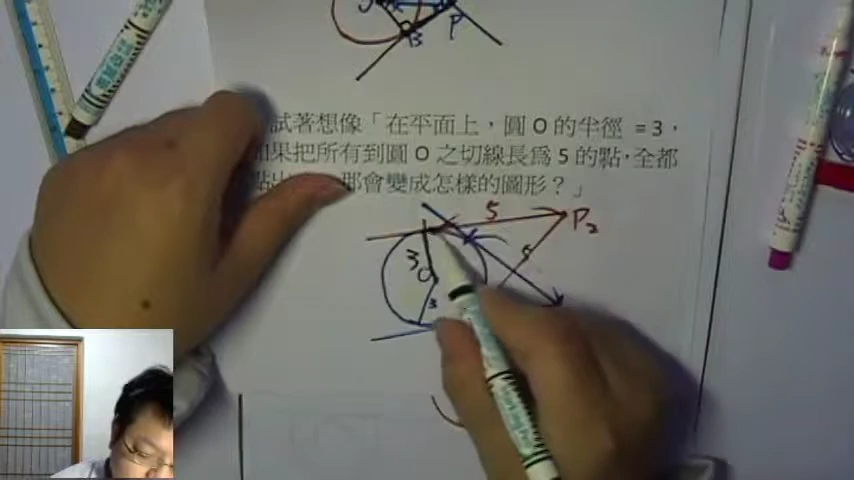 B P
試著想像「在平面上,圓 O 的半徑 =3,
如果把所有到圓 O 之切線長為 5 的點,全都
點出 那會變成怎樣的圖形?」
5
P₂
3
O
5
3